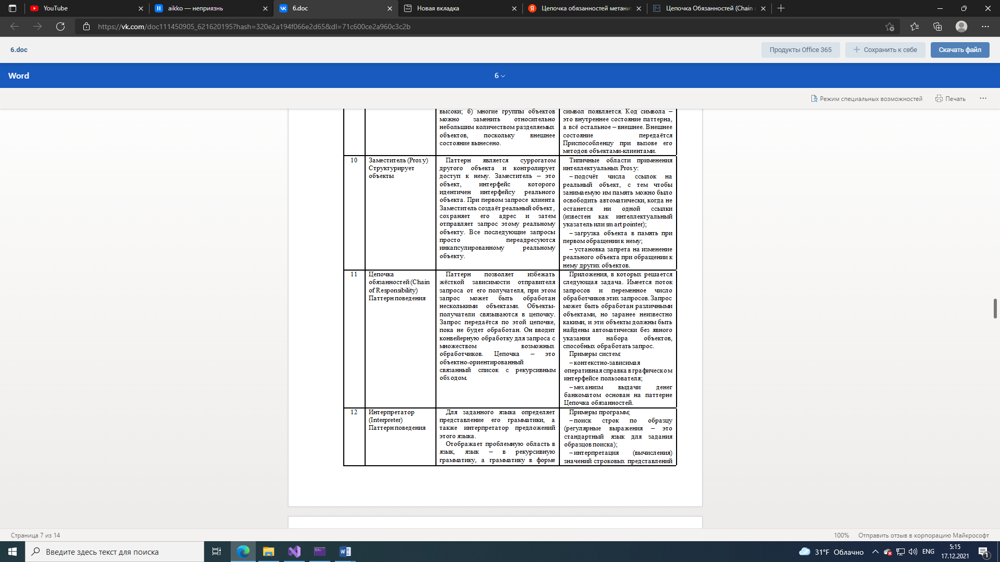 YouTube
aikko — неприязнь
6.doc
Новая вкладка
Цепочка обязанностей метани
Цепочка Обязанностей (Chain o
https://vk.com/doc111450905_621620195?hash=320e2a194f066e2d65&dl=71c600ce2a960c3c2b
6.doc
Продукты Office 365
Сохранить к себе
Скачать файл
Word
6
Режим специальных возможностей
Печать
высоки; б) многие группы объектов
можно заменить относительно
небольшим количеством разделяемых
объектов, поскольку внешнее
состояние вынесено.
символ появляется. Код символа –
это внутреннее состояние паттерна,
а всё остальное – внешнее. Внешнее
состояние передаётся
Приспособленцу при вызове его
методов объектами-клиентами.
10
Заместитель (Proxy)
Структурирует
объекты
Паттерн является суррогатом
другого объекта и контролирует
доступ к нему. Заместитель – это
объект, интерфейс которого
идентичен интерфейсу реального
объекта. При первом запросе клиента
Заместитель создаёт реальный объект,
сохраняет его адрес и затем
отправляет запрос этому реальному
объекту. Все последующие запросы
просто переадресуются
инкапсулированному реальному
объекту.
Типичные области применения
интеллектуальных Proxy:
– подсчёт числа ссылок на
реальный объект, с тем чтобы
занимаемую им память можно было
освободить автоматически, когда не
останется ни одной ссылки
(известен как интеллектуальный
указатель или smart pointer);
– загрузка объекта в память при
первом обращении к нему;
– установка запрета на изменение
реального объекта при обращении к
нему других объектов.
11
Цепочка
обязанностей (Chain
of Responsibility)
Паттерн поведения
Паттерн позволяет избежать
жёсткой зависимости отправителя
запроса от его получателя, при этом
запрос может быть обработан
несколькими объектами. Объекты-
получатели связываются в цепочку.
Запрос передаётся по этой цепочке,
пока не будет обработан. Он вводит
конвейерную обработку для запроса с
множеством возможных
обработчиков. Цепочка – это
объектно-ориентированный
связанный список с рекурсивным
обходом.
Приложения, в которых решается
следующая задача. Имеется поток
запросов и переменное число
обработчиков этих запросов. Запрос
может быть обработан различными
объектами, но заранее неизвестно
какими, и эти объекты должны быть
найдены автоматически без явного
указания набора объектов,
способных обработать запрос.
Примеры систем:
– контекстно-зависимая
оперативная справка в графическом
интерфейсе пользователя;
– механизм выдачи денег
банкоматом основан на паттерне
Цепочка обязанностей.
12
Интерпретатор
(Interpreter)
Паттерн поведения
Для заданного языка определяет
представление его грамматики, а
также интерпретатор предложений
этого языка.
Отображает проблемную область в
язык, язык – в рекурсивную
грамматику, а грамматику в форме
Примеры программ;
– поиск строк по образцу
(регулярные выражения – это
стандартный язык для задания
образцов поиска);
– интерпретация (вычисления)
значений строковых представлений
Страница 7 из 14
100%
Отправить отзыв в корпорацию Майкрософт
Введите здесь текст для поиска
31°F Облачно
ENG
5:15
17.12.2021
1